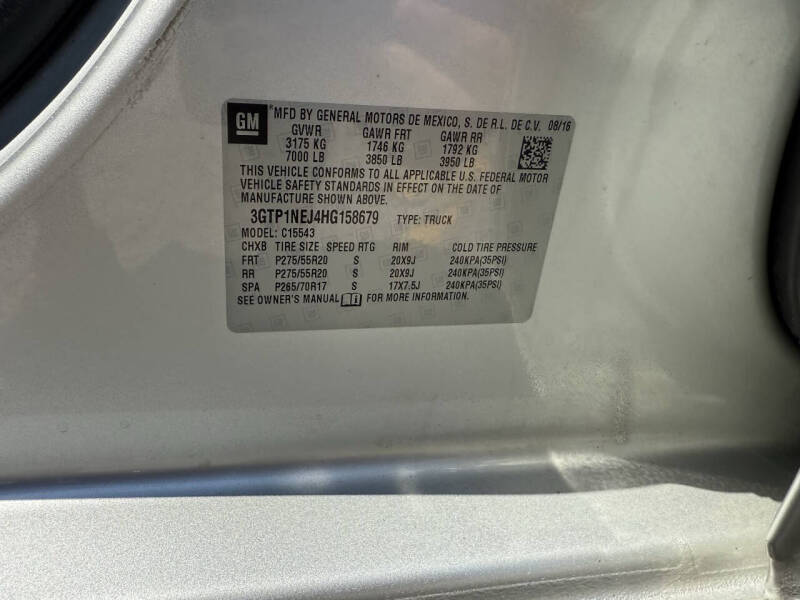 GM
*MFD BY GENERAL MOTORS DE MEXICO, S. DE R.L. DE C.V. 08/16
GVWR GAWR FRT GAWR RR
3175 KG 1746 KG 1792 KG
7000 LB 3850 LB 3950 LB
THIS VEHICLE CONFORMS TO ALL APPLICABLE U.S. FEDERAL MOTOR
VEHICLE SAFETY STANDARDS IN EFFECT ON THE DATE OF
MANUFACTURE SHOWN ABOVE.
3GTP1NEJ4HG158679 TYPE: TRUCK
MODEL: C15543
CHXB TIRE SIZE SPEED RTG RIM COLD TIRE PRESSURE
FRT P275/55R20 S 20X9J 240KPA(35PSI)
RR P275/55R20 S 20X9J 240KPA(35PSI)
SPA P265/70R17 S 17X7.5J 240KPA(35PSI)
SEE OWNER'S MANUAL FOR MORE INFORMATION.